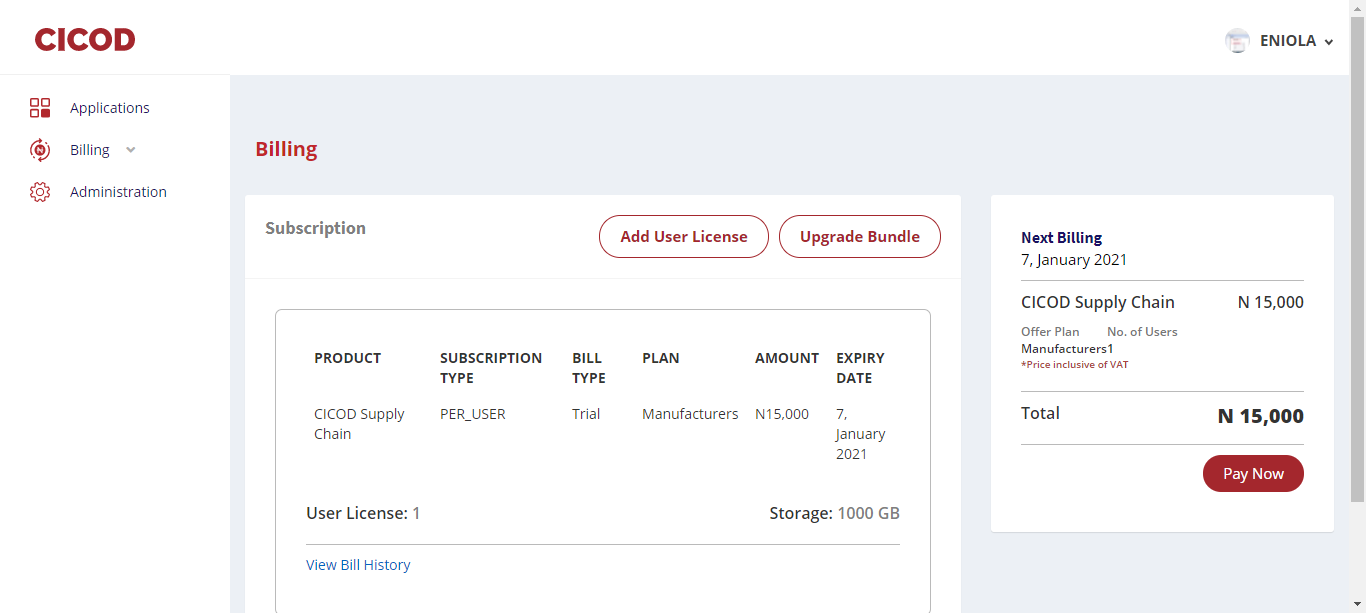 CICOD
ENIOLA
Applications
Billing
Administration
Billing
Subscription
Add User License
Upgrade Bundle
PRODUCT
SUBSCRIPTION
TYPE
BILL
TYPE
PLAN
AMOUNT
EXPIRY
DATE
CICOD Supply
Chain
PER_USER
Trial
Manufacturers
N15,000
7,
January
2021
User License: 1
Storage: 1000 GB
View Bill History
Next Billing
7, January 2021
CICOD Supply Chain N 15,000
Offer Plan No. of Users
Manufacturers1
*Price inclusive of VAT
Total N 15,000
Pay Now